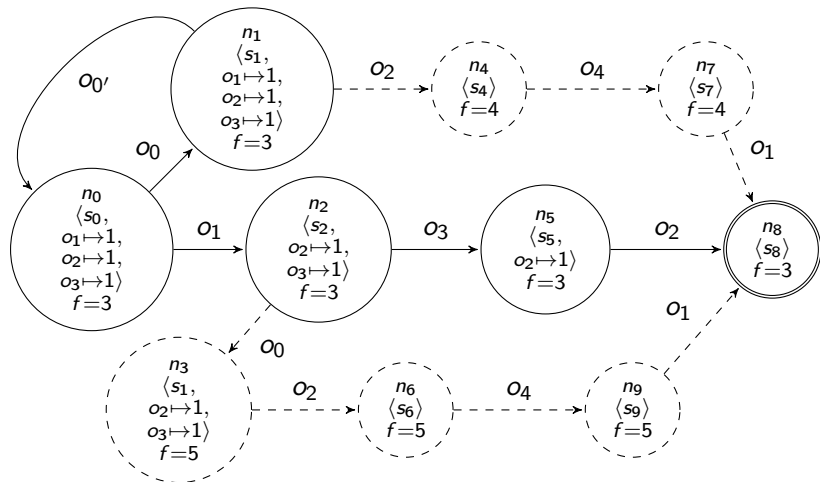 n₁
⟨s₁,
o₁↦1,
o₂↦1,
o₃↦1⟩
f=3
o₂
n₄
⟨s₄⟩
f=4
o₄
n₇
⟨s₇⟩
f=4
o₀′
o₀
o₁
n₀
⟨s₀,
o₁↦1,
o₂↦1,
o₃↦1⟩
f=3
o₁
n₂
⟨s₂,
o₂↦1,
o₃↦1⟩
f=3
o₃
n₅
⟨s₅,
o₂↦1⟩
f=3
o₂
n₈
⟨s₈⟩
f=3
o₀
o₁
n₃
⟨s₁,
o₂↦1,
o₃↦1⟩
f=5
o₂
n₆
⟨s₆⟩
f=5
o₄
n₉
⟨s₉⟩
f=5